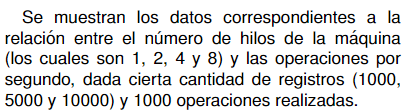 Se muestran los datos correspondientes a la
relación entre el número de hilos de la máquina
(los cuales son 1, 2, 4 y 8) y las operaciones por
segundo, dada cierta cantidad de registros (1000,
5000 y 10000) y 1000 operaciones realizadas.